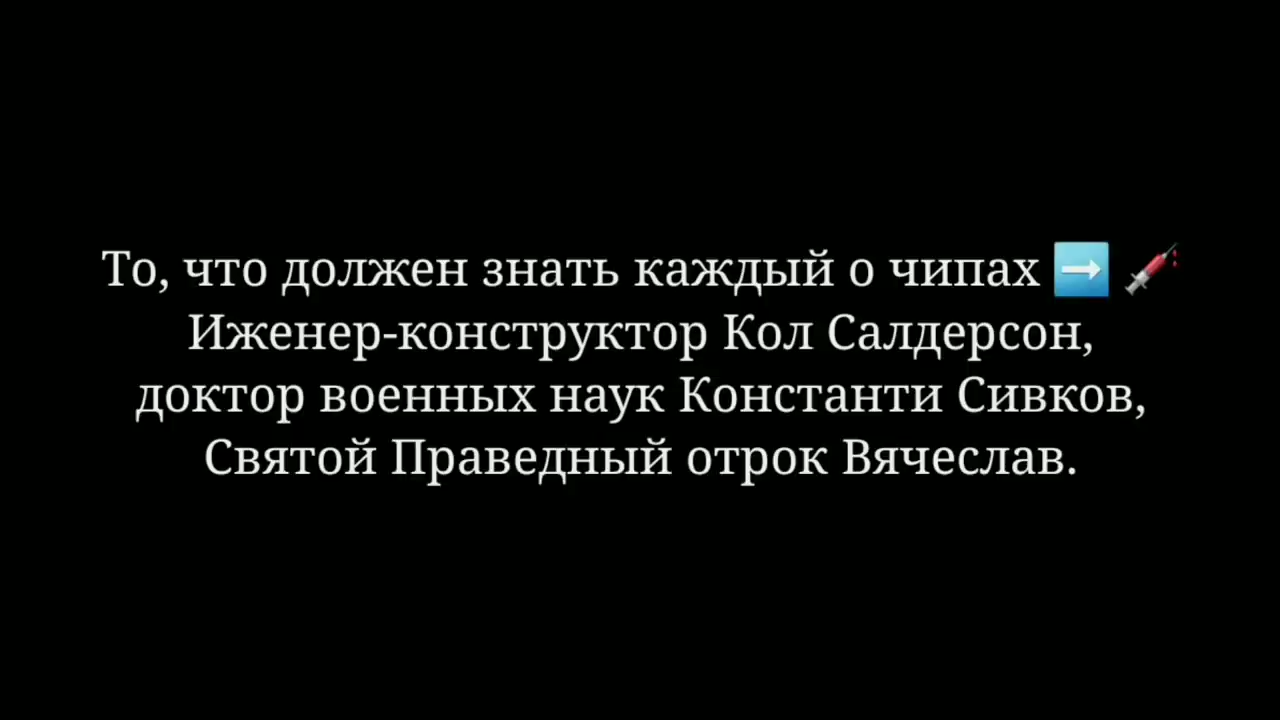 То, что должен знать каждый о чипах ➡️ 💉
Иженер-конструктор Кол Салдерсон,
доктор военных наук Константи Сивков,
Святой Праведный отрок Вячеслав.